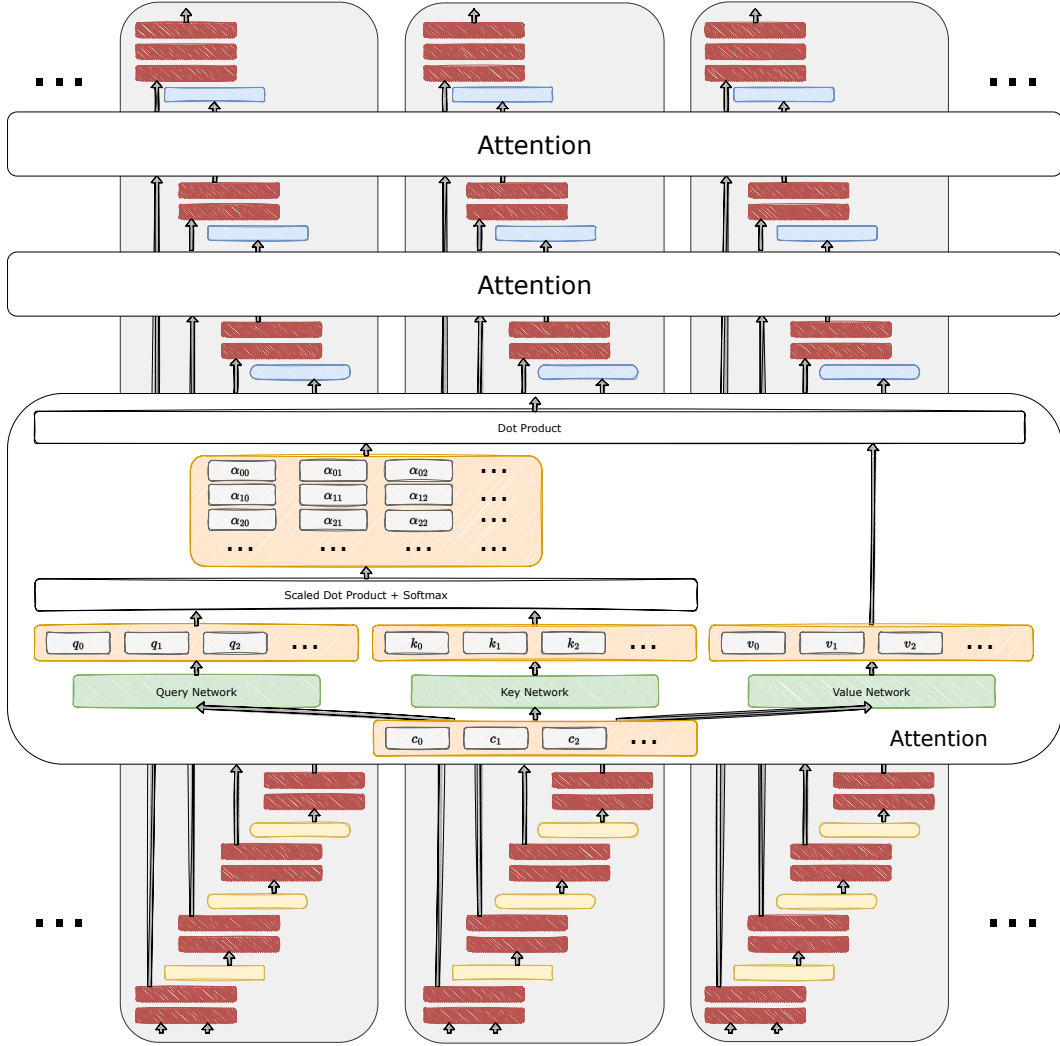 ...
...
Attention
Attention
Dot Product
α00 α01 α02 ...
α10 α11 α12 ...
α20 α21 α22 ...
... ... ... ...
Scaled Dot Product + Softmax
q0 q1 q2 ...
k0 k1 k2 ...
v0 v1 v2 ...
Query Network
Key Network
Value Network
c0 c1 c2 ...
Attention
...
...